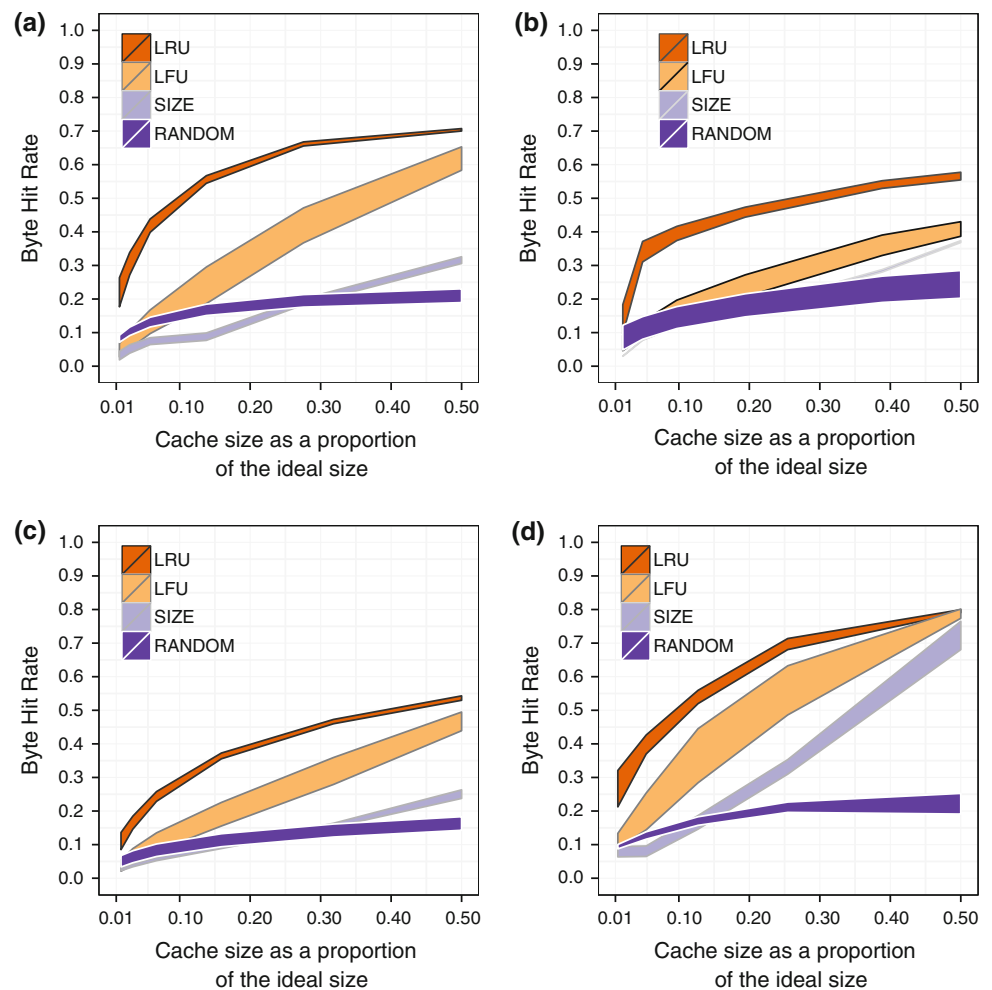 (a)
1.0
0.9
0.8
0.7
0.6
0.5
0.4
0.3
0.2
0.1
0.0
Byte Hit Rate
LRU
LFU
SIZE
RANDOM
0.01 0.10 0.20 0.30 0.40 0.50
Cache size as a proportion
of the ideal size
(b)
1.0
0.9
0.8
0.7
0.6
0.5
0.4
0.3
0.2
0.1
0.0
Byte Hit Rate
LRU
LFU
SIZE
RANDOM
0.01 0.10 0.20 0.30 0.40 0.50
Cache size as a proportion
of the ideal size
(c)
1.0
0.9
0.8
0.7
0.6
0.5
0.4
0.3
0.2
0.1
0.0
Byte Hit Rate
LRU
LFU
SIZE
RANDOM
0.01 0.10 0.20 0.30 0.40 0.50
Cache size as a proportion
of the ideal size
(d)
1.0
0.9
0.8
0.7
0.6
0.5
0.4
0.3
0.2
0.1
0.0
Byte Hit Rate
LRU
LFU
SIZE
RANDOM
0.01 0.10 0.20 0.30 0.40 0.50
Cache size as a proportion
of the ideal size